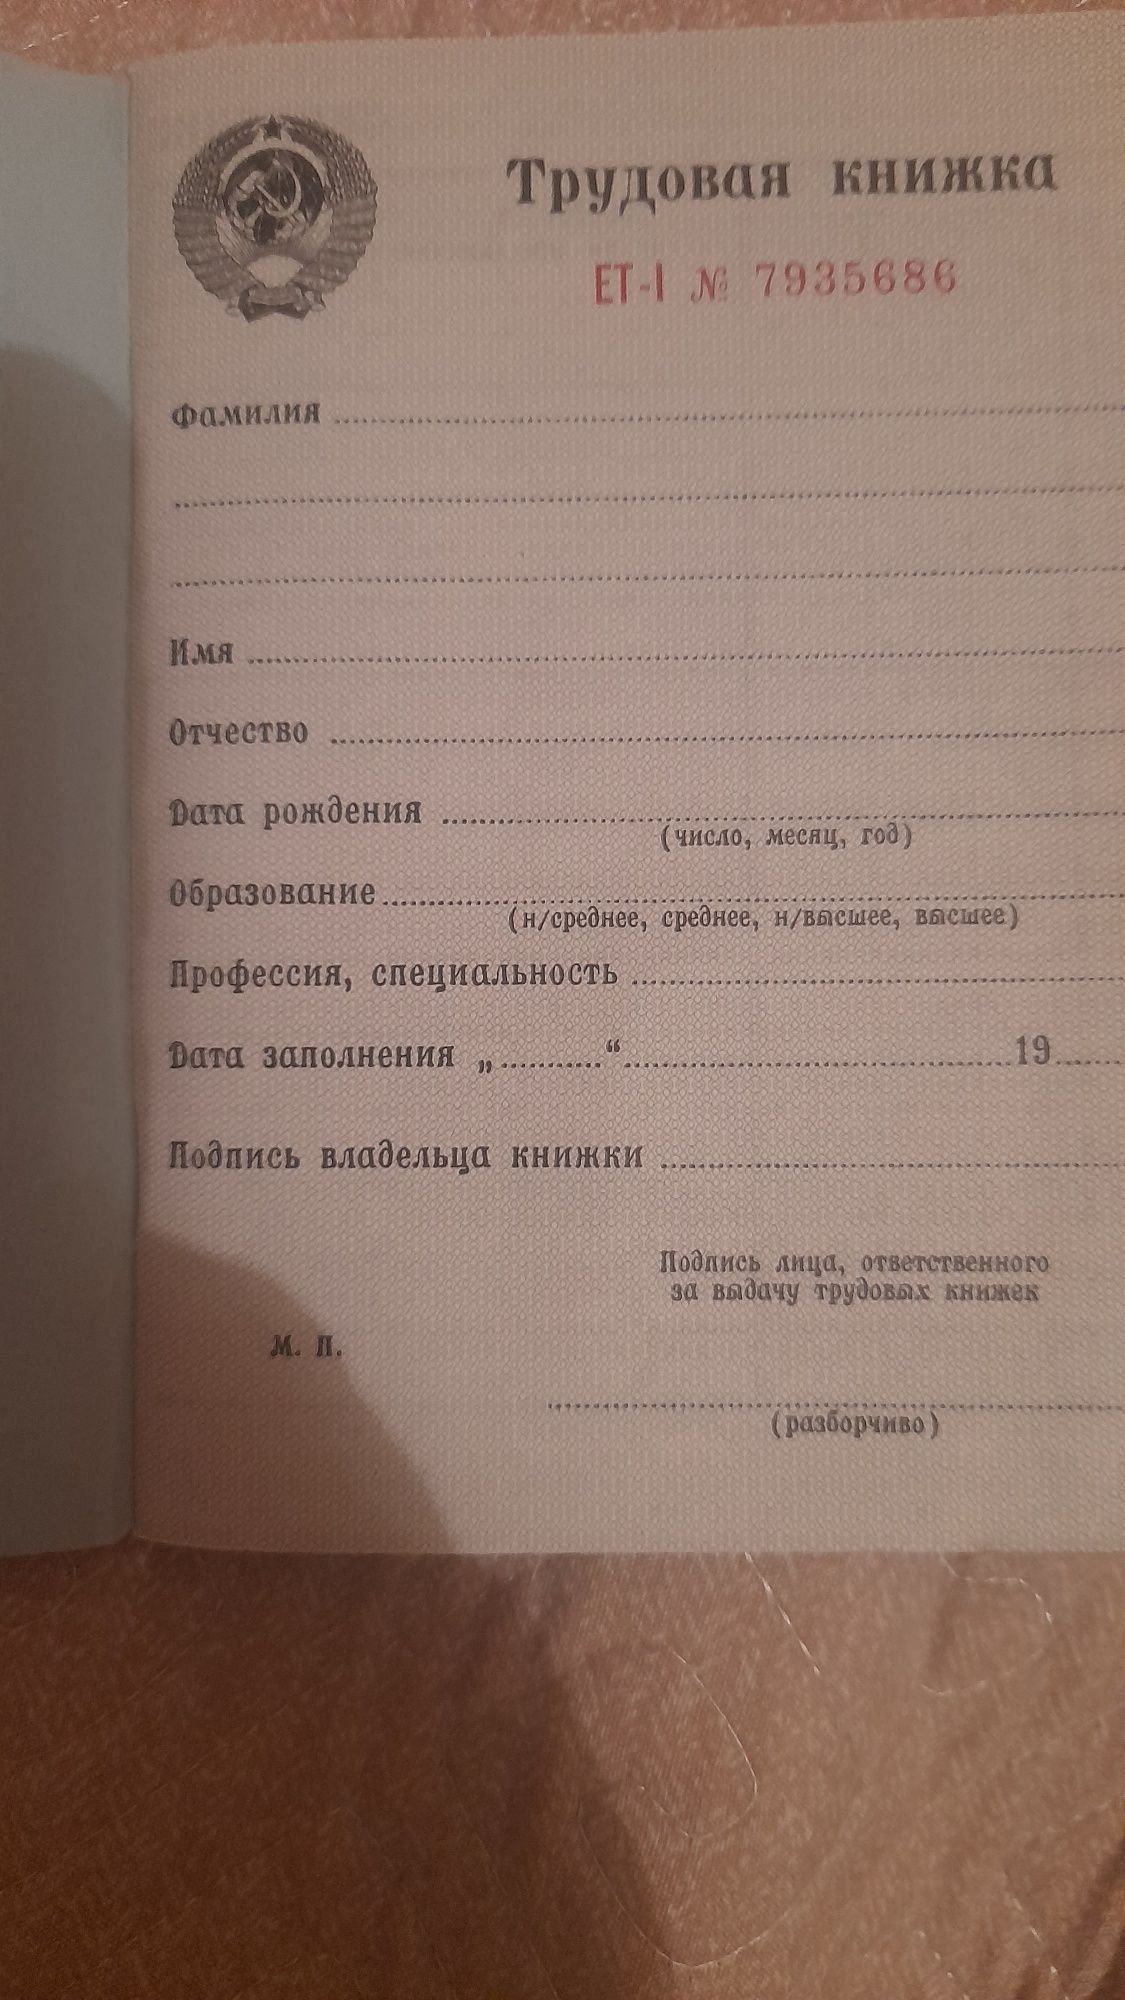 Трудовая книжка
ЕТ-I № 7935686
Фамилия
Имя
Отчество
Дата рождения
(число, месяц, год)
Образование
(н/среднее, среднее, н/высшее, высшее)
Профессия, специальность
Дата заполнения „ “ 19
Подпись владельца книжки
Подпись лица, ответственного
за выдачу трудовых книжек
М. П.
(разборчиво)